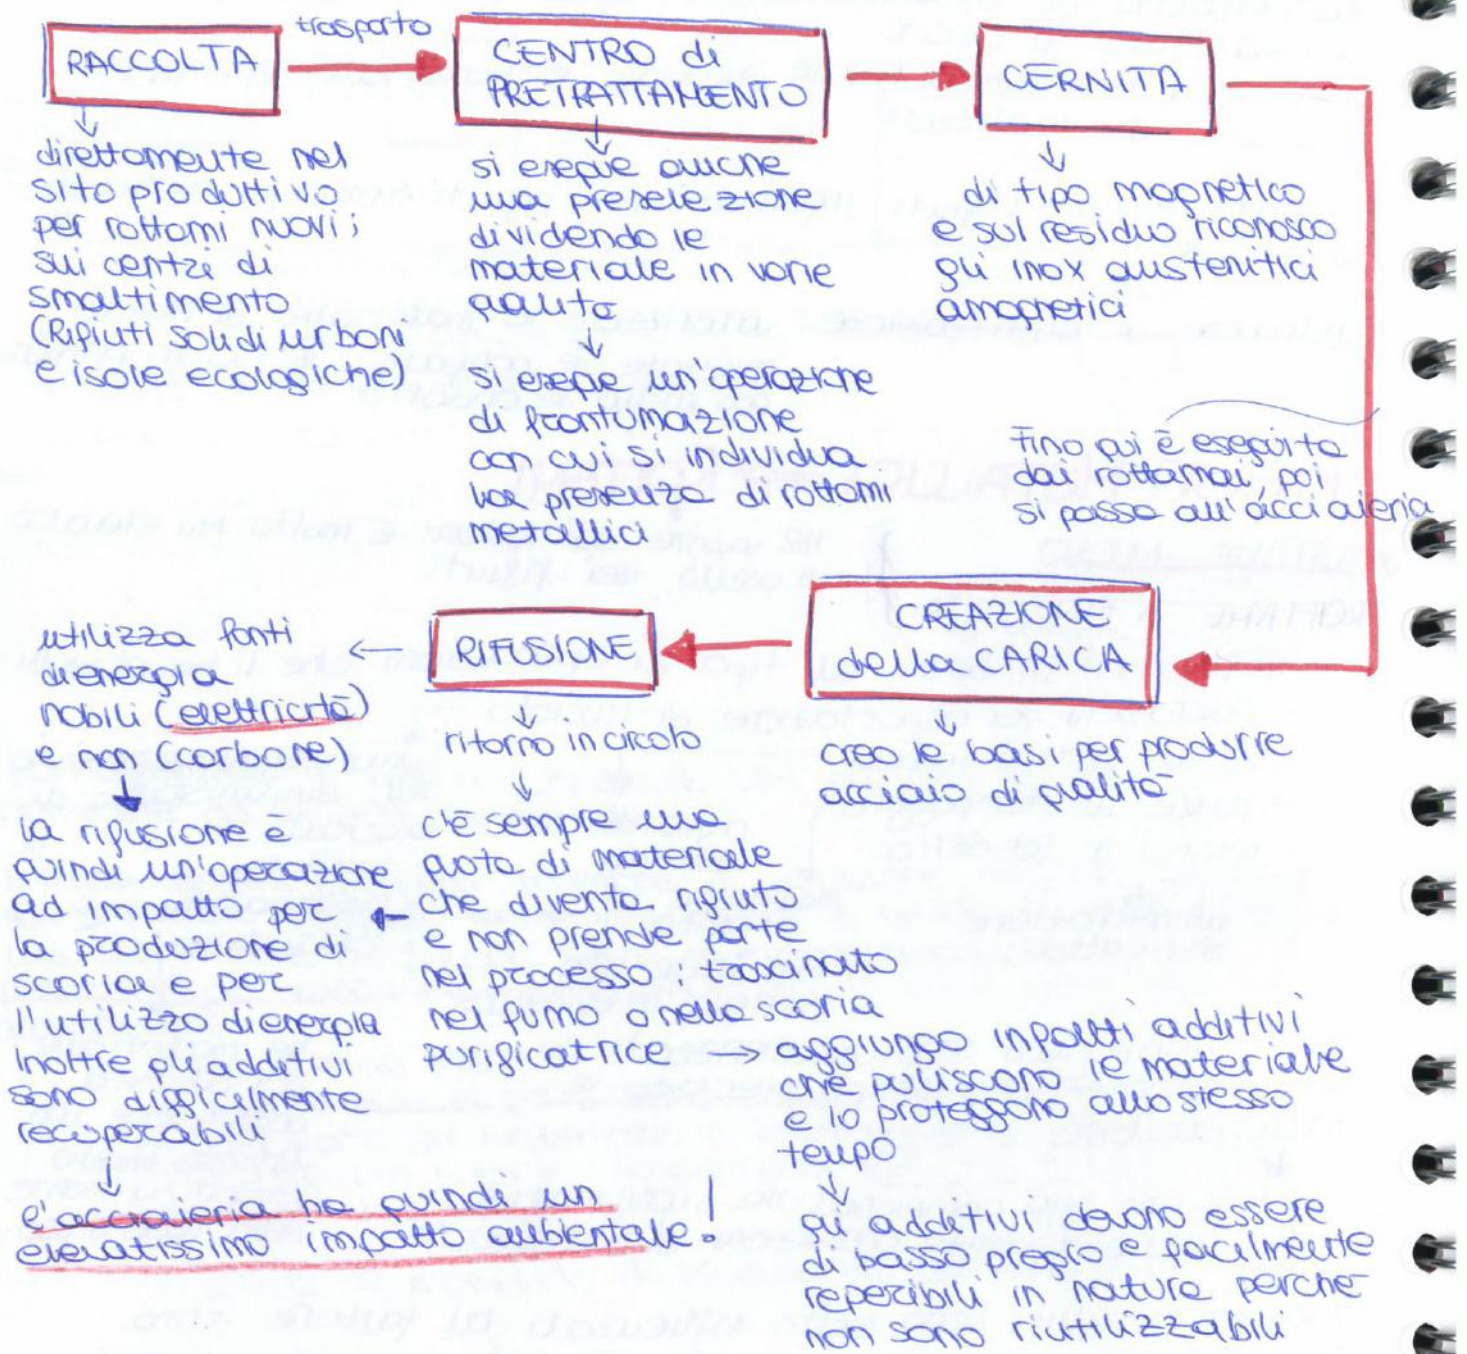 RACCOLTA
trasporto
CENTRO di
PRETRATTAMENTO
CERNITA
direttamente nel
sito produttivo
per rottami nuovi;
sui centri di
smaltimento
(Rifiuti solidi urbani
e isole ecologiche)
si esegue anche
una preselezione
dividendo il
materiale in varie
qualità
si esegue un'operazione
di frantumazione
con cui si individua
la presenza di rottami
metallici
di tipo magnetico
e sul residuo riconosco
gli inox austenitici
amagnetici
Fino qui è eseguito
dai rottamai, poi
si passa all'acciaieria
CREAZIONE
della CARICA
creo le basi per produrre
acciaio di qualità
RIFUSIONE
ritorno in circolo
c'è sempre una
quota di materiale
che diventa rifiuto
e non prende parte
nel processo: trascinato
nel fumo o nella scoria
purificatrice
aggiungo infatti additivi
che puliscono il materiale
e lo proteggono allo stesso
tempo
gli additivi devono essere
di basso pregio e facilmente
reperibili in natura perché
non sono riutilizzabili
utilizza fonti
di energia
nobili (elettricità)
e non (carbone)
la rifusione è
quindi un'operazione
ad impatto per
la produzione di
scoria e per
l'utilizzo di energia
Inoltre gli additivi
sono difficilmente
recuperabili
l'acciaieria ha quindi un
elevatissimo impatto ambientale!